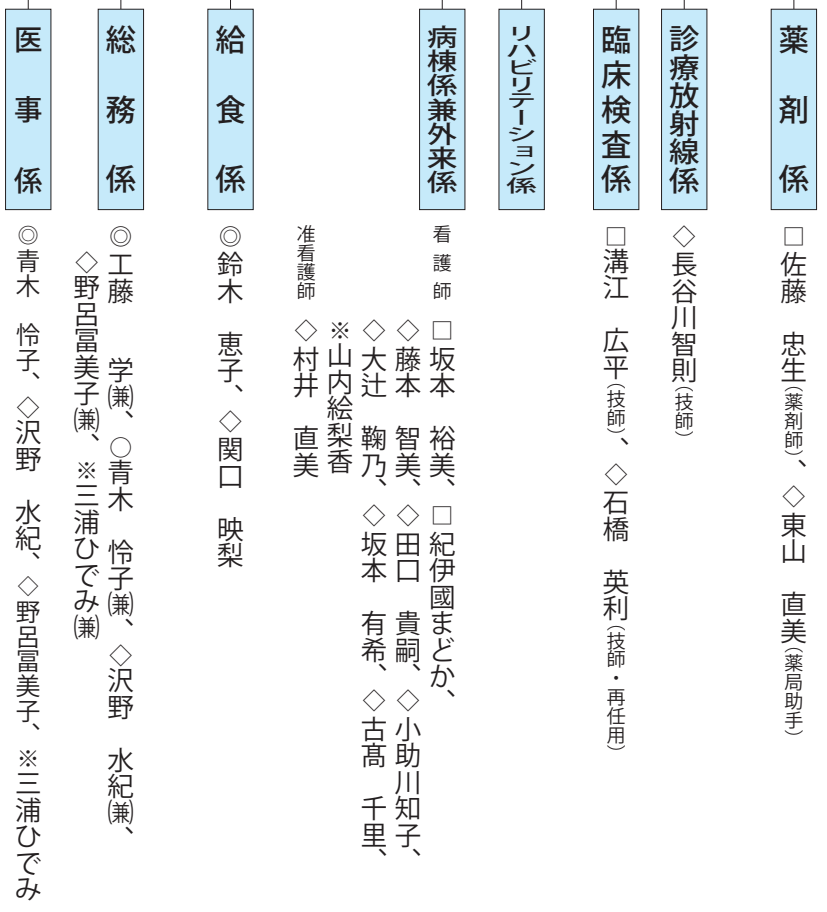 薬剤係
□佐藤　忠生（薬剤師）、◇東山　直美（薬局助手）
診療放射線係
◇長谷川智則（技師）
臨床検査係
□溝江　広平（技師）、◇石橋　英利（技師・再任用）
リハビリテーション係
病棟係兼外来係
看護師　□坂本　裕美、□紀伊國まどか、
◇藤本　智美、◇田口　貴嗣、◇小助川知子、
◇大辻　鞠乃、◇坂本　有希、◇古髙　千里、
※山内絵梨香
准看護師　◇村井　直美
給食係
◎鈴木　恵子、◇関口　映梨
総務係
◎工藤　学㈱、○青木　怜子(兼)、◇沢野　水紀(兼)、
◇野呂冨美子(兼)、※三浦ひでみ(兼)
医事係
◎青木　怜子、◇沢野　水紀、◇野呂冨美子、※三浦ひでみ